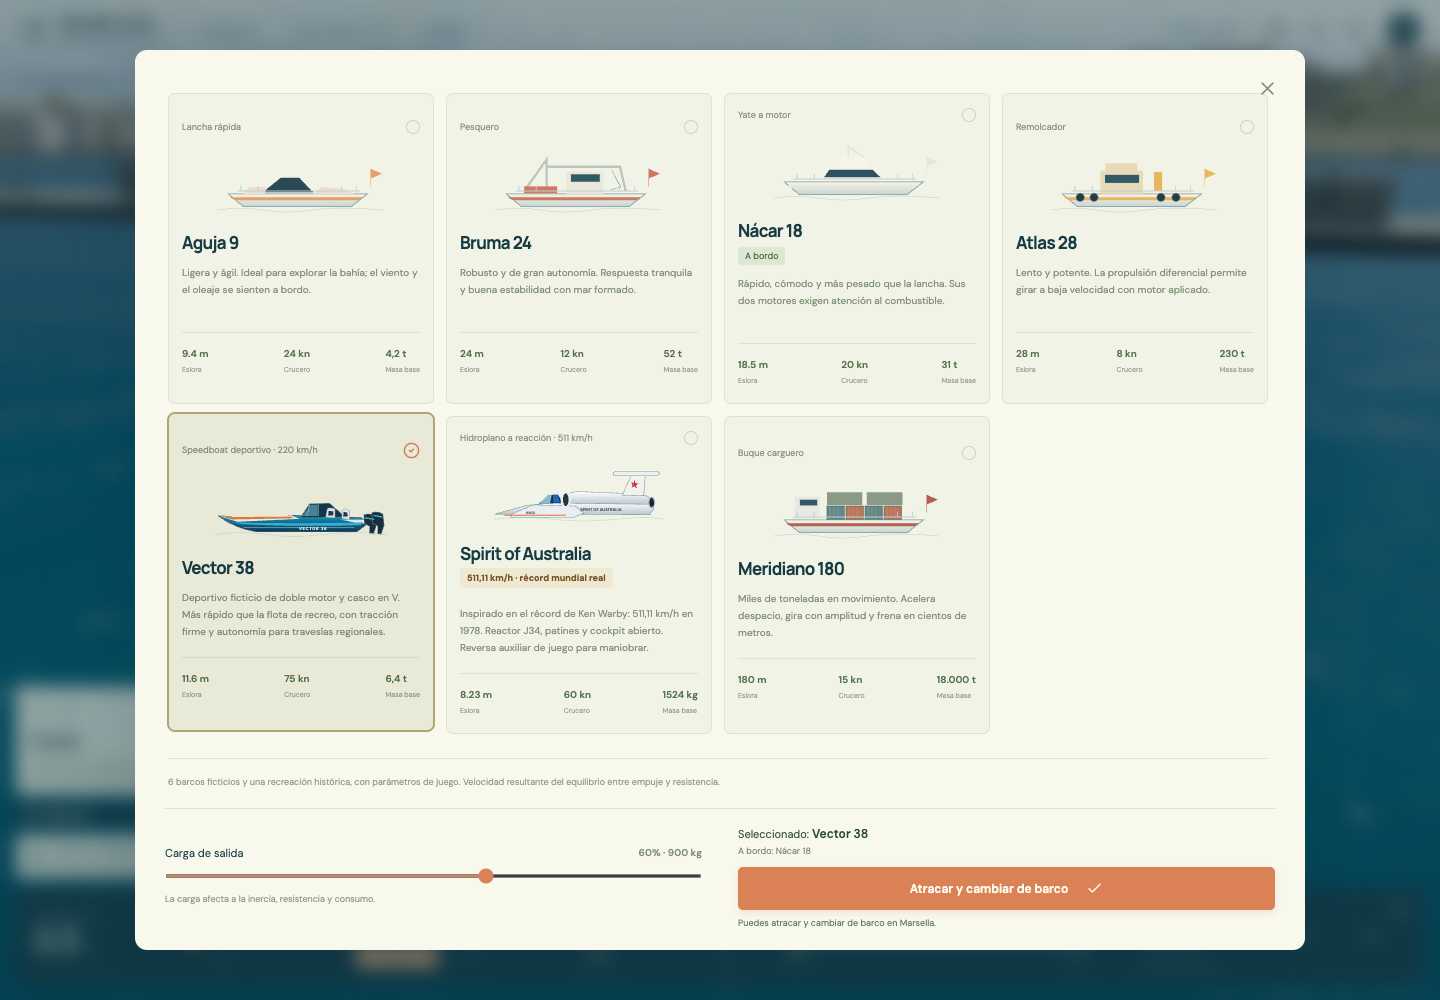 Lancha rápida
Aguja 9
Ligera y ágil. Ideal para explorar la bahía; el viento y
el oleaje se sienten a bordo.
9.4 m
24 kn
4,2 t
Eslora
Crucero
Masa base
Pesquero
Bruma 24
Robusto y de gran autonomía. Respuesta tranquila
y buena estabilidad con mar formado.
24 m
12 kn
52 t
Eslora
Crucero
Masa base
Yate a motor
Nácar 18
A bordo
Rápido, cómodo y más pesado que la lancha. Sus
dos motores exigen atención al combustible.
18.5 m
20 kn
31 t
Eslora
Crucero
Masa base
Remolcador
Atlas 28
Lento y potente. La propulsión diferencial permite
girar a baja velocidad con motor aplicado.
28 m
8 kn
230 t
Eslora
Crucero
Masa base
Speedboat deportivo · 220 km/h
VECTOR 38
Vector 38
Deportivo ficticio de doble motor y casco en V.
Más rápido que la flota de recreo, con tracción
firme y autonomía para travesías regionales.
11.6 m
75 kn
6,4 t
Eslora
Crucero
Masa base
Hidroplano a reacción · 511 km/h
SPIRIT OF AUSTRALIA
Spirit of Australia
511,11 km/h · récord mundial real
Inspirado en el récord de Ken Warby: 511,11 km/h en
1978. Reactor J34, patines y cockpit abierto.
Reversa auxiliar de juego para maniobrar.
8.23 m
60 kn
1524 kg
Eslora
Crucero
Masa base
Buque carguero
Meridiano 180
Miles de toneladas en movimiento. Acelera
despacio, gira con amplitud y frena en cientos de
metros.
180 m
15 kn
18.000 t
Eslora
Crucero
Masa base
6 barcos ficticios y una recreación histórica, con parámetros de juego. Velocidad resultante del equilibrio entre empuje y resistencia.
Carga de salida
60% · 900 kg
La carga afecta a la inercia, resistencia y consumo.
Seleccionado: Vector 38
A bordo: Nácar 18
Atracar y cambiar de barco
Puedes atracar y cambiar de barco en Marsella.